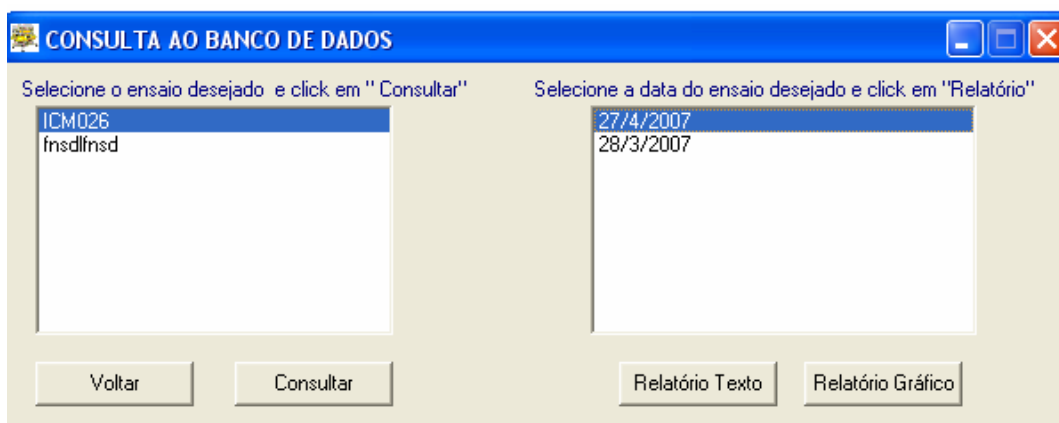 CONSULTA AO BANCO DE DADOS
Selecione o ensaio desejado e click em " Consultar"
ICM026
fnsdlfnsd
Selecione a data do ensaio desejado e click em "Relatório"
27/4/2007
28/3/2007
Voltar
Consultar
Relatório Texto
Relatório Gráfico